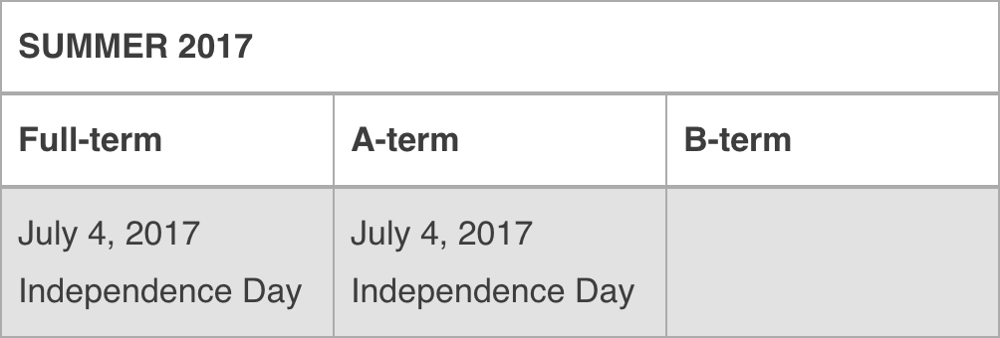 SUMMER 2017
Full-term A-term B-term
July 4, 2017 July 4, 2017
Independence Day Independence Day